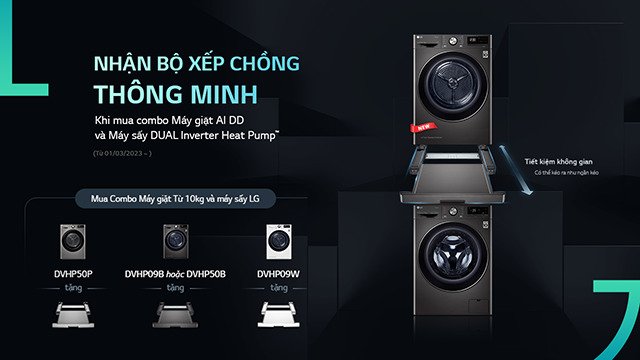 NHẬN BỘ XẾP CHỒNG
THÔNG MINH
Khi mua combo Máy giặt AI DD
và Máy sấy DUAL Inverter Heat Pump™
(Từ 01/03/2023 ~ )
Mua Combo Máy giặt Từ 10kg và máy sấy LG
DVHP50P
DVHP09B hoặc DVHP50B
DVHP09W
tặng
tặng
tặng
NEW
Tiết kiệm không gian
Có thể kéo ra như ngăn kéo